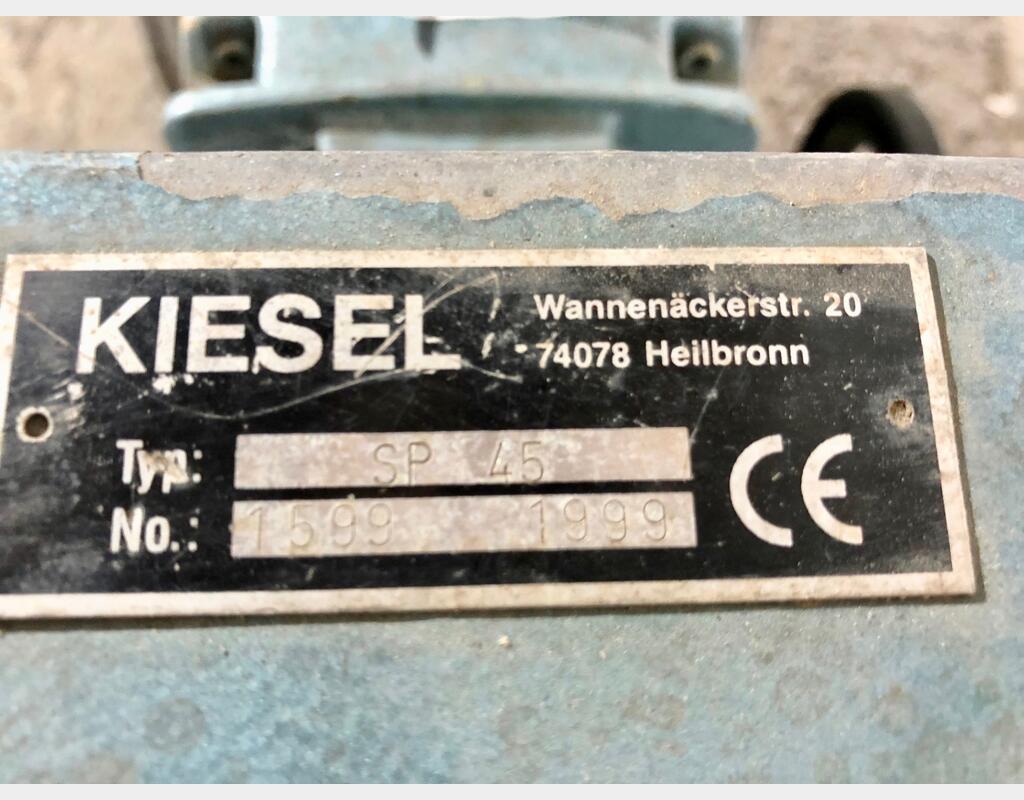 KIESEL
Wannenäckerstr. 20
74078 Heilbronn
Typ.: SP 45
No.: 1599 1999
CE